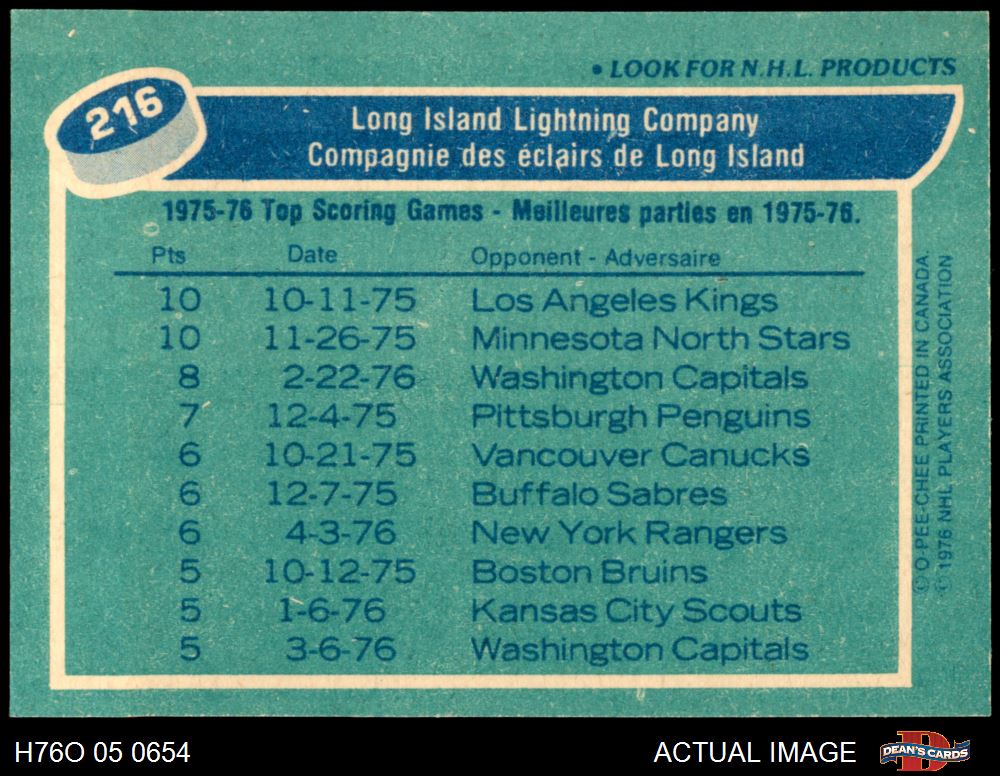 • LOOK FOR N.H.L. PRODUCTS
216
Long Island Lightning Company
Compagnie des éclairs de Long Island
1975-76 Top Scoring Games - Meilleures parties en 1975-76.
Pts Date Opponent - Adversaire
10 10-11-75 Los Angeles Kings
10 11-26-75 Minnesota North Stars
8 2-22-76 Washington Capitals
7 12-4-75 Pittsburgh Penguins
6 10-21-75 Vancouver Canucks
6 12-7-75 Buffalo Sabres
6 4-3-76 New York Rangers
5 10-12-75 Boston Bruins
5 1-6-76 Kansas City Scouts
5 3-6-76 Washington Capitals
© O-PEE-CHEE PRINTED IN CANADA.
© 1976 NHL PLAYERS ASSOCIATION
H76O 05 0654
ACTUAL IMAGE
D
DEAN'S CARDS